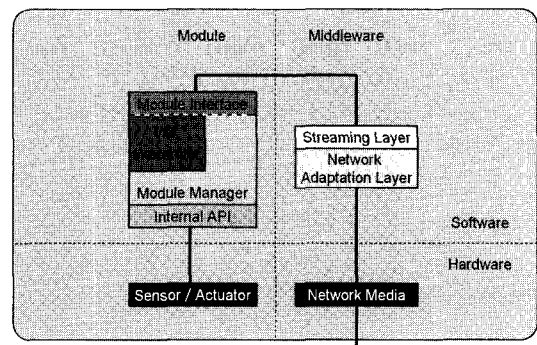 Module
Middleware
Module Interface
Streaming Layer
Network
Adaptation Layer
Module Manager
Internal API
Software
Hardware
Sensor / Actuator
Network Media